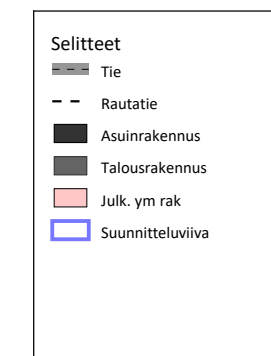 Selitteet
Tie
Rautatie
Asuinrakennus
Talousrakennus
Julk. ym rak
Suunnitteluviiva